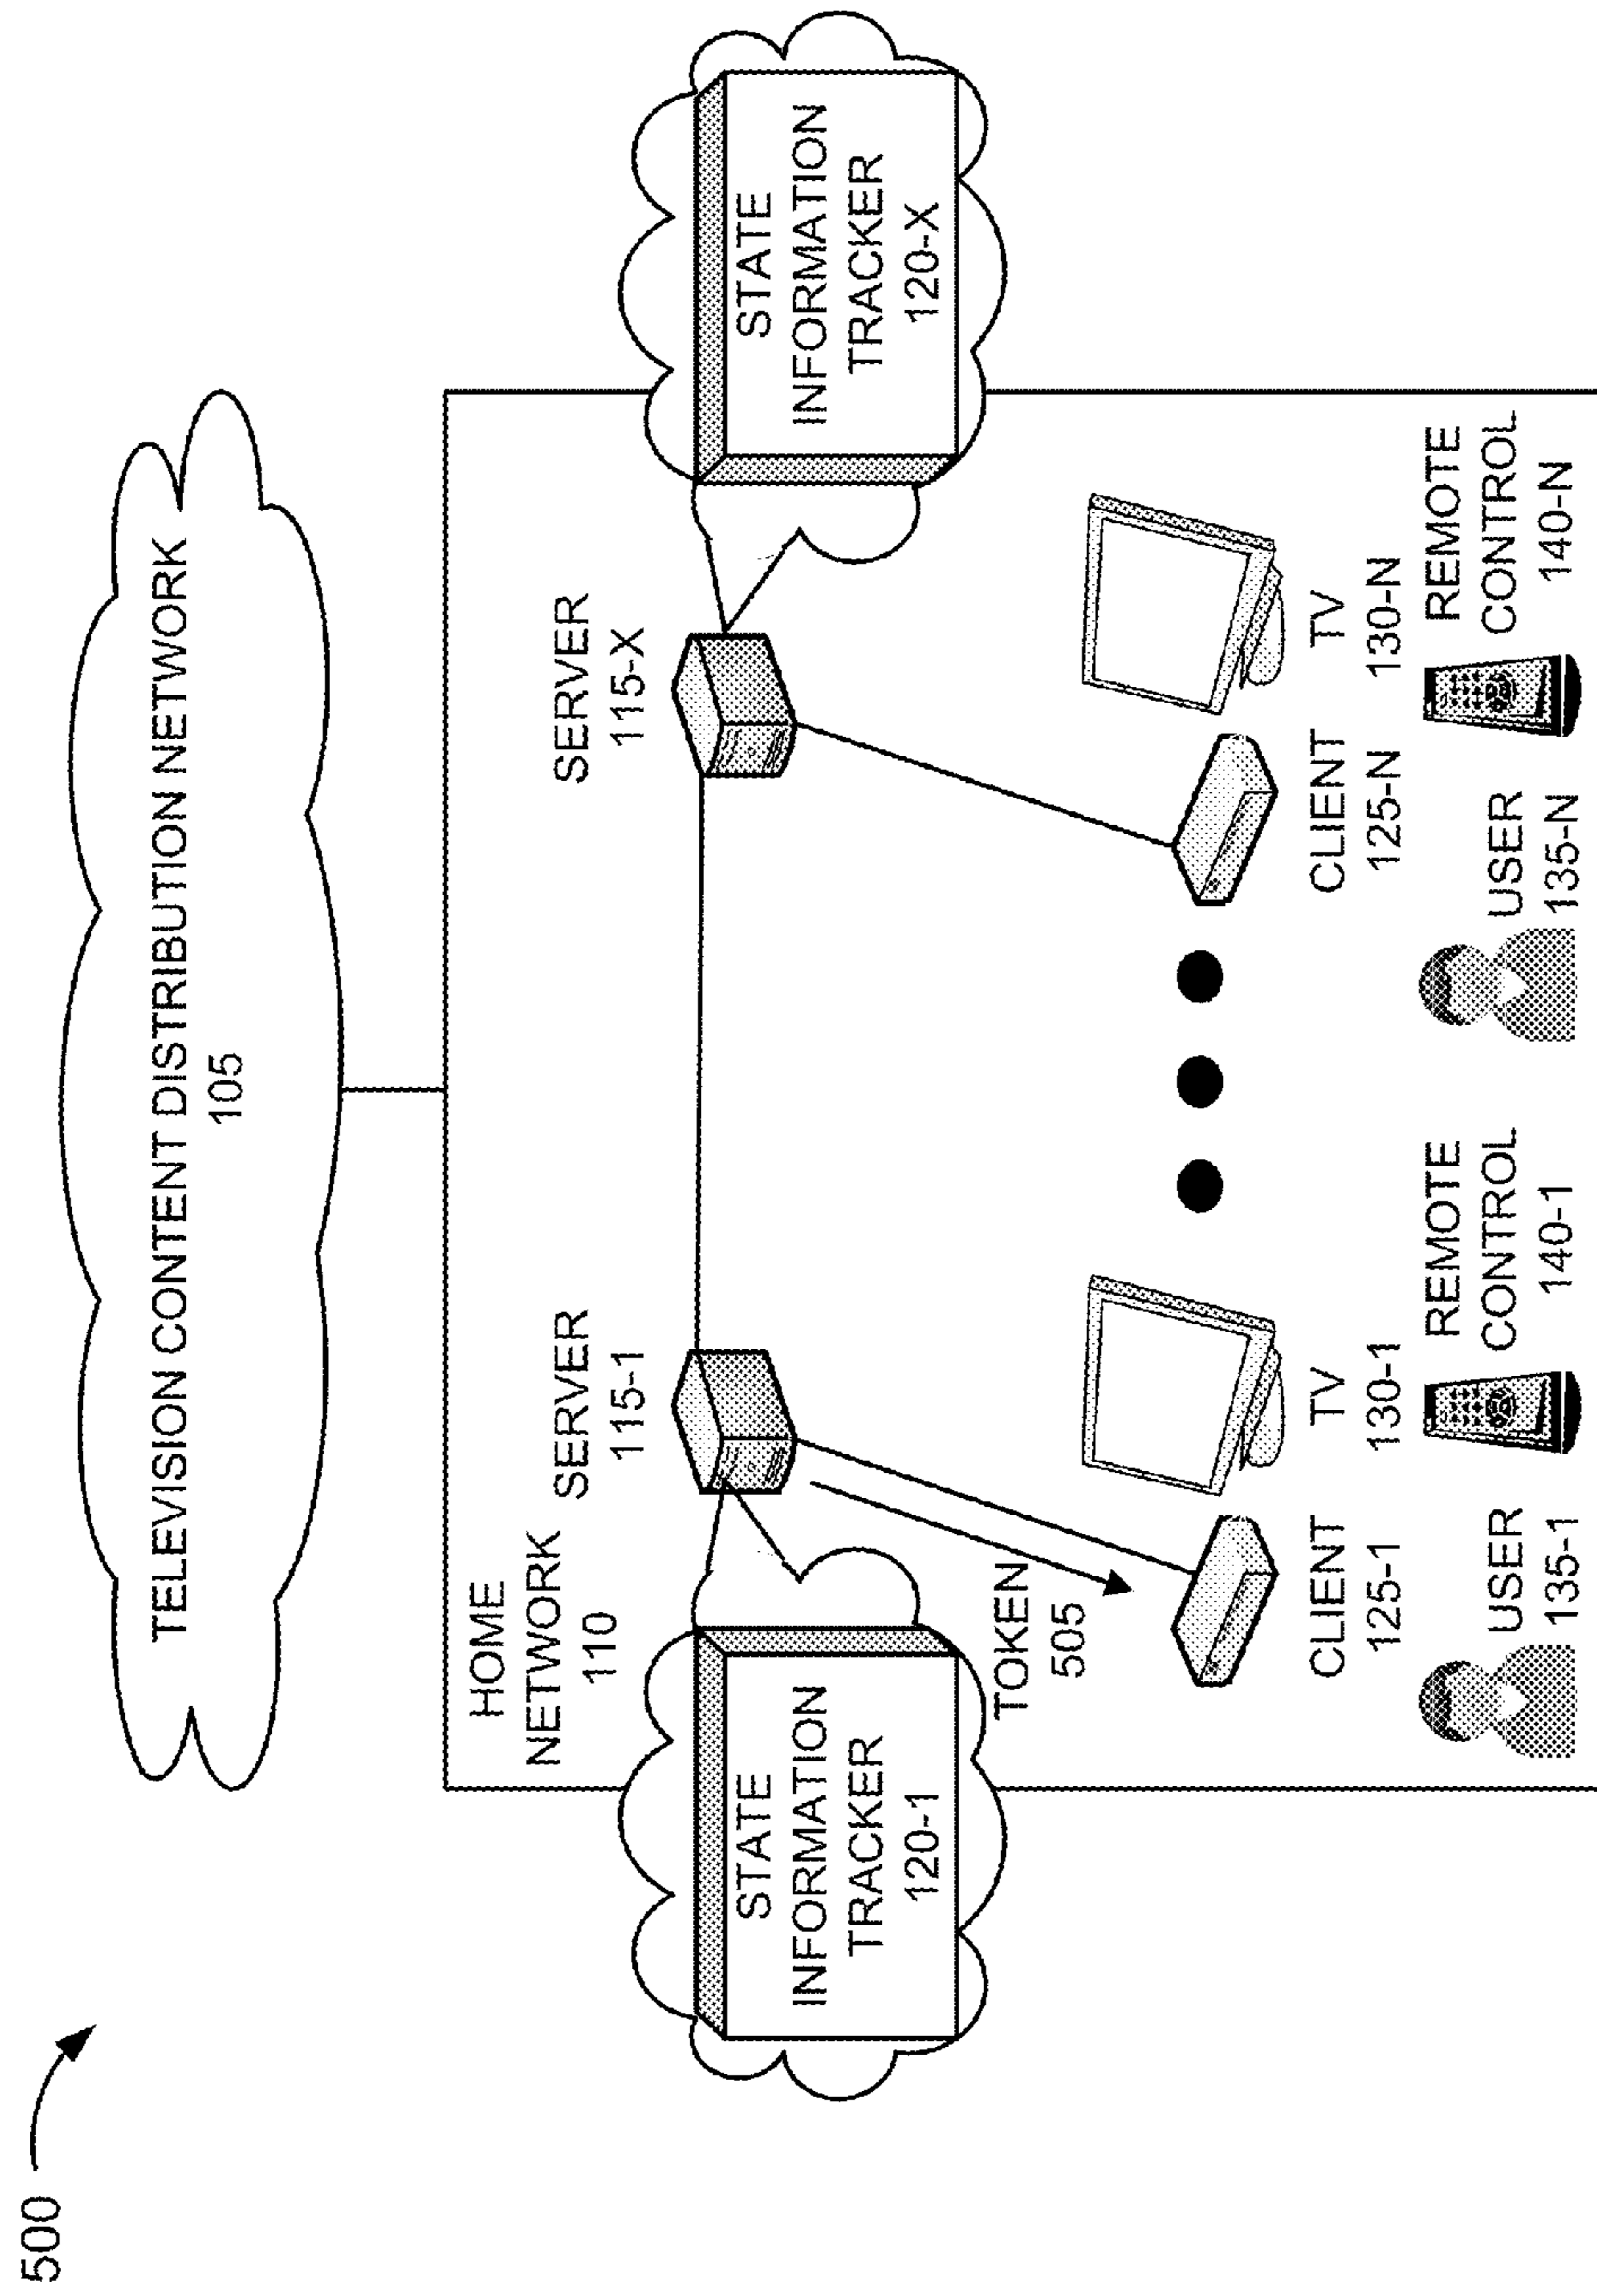 500
TELEVISION CONTENT DISTRIBUTION NETWORK
105
HOME
NETWORK
110
SERVER
115-1
SERVER
115-X
STATE
INFORMATION
TRACKER
120-1
STATE
INFORMATION
TRACKER
120-X
TOKEN
505
CLIENT
125-1
TV
130-1
CLIENT
125-N
TV
130-N
USER
135-1
REMOTE
CONTROL
140-1
USER
135-N
REMOTE
CONTROL
140-N